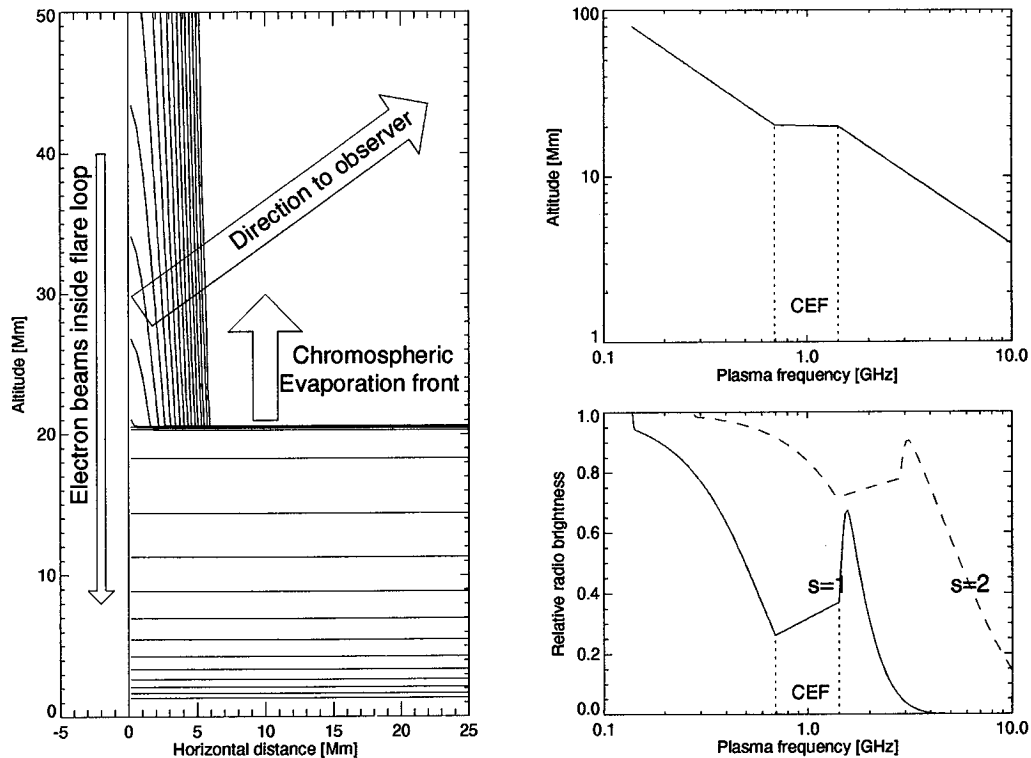 50
40
30
20
10
0
-5
0
5
10
15
20
25
Altitude [Mm]
Horizontal distance [Mm]
Electron beams inside flare loop
Direction to observer
Chromospheric
Evaporation front
100
10
1
0.1
1.0
10.0
Altitude [Mm]
Plasma frequency [GHz]
CEF
1.0
0.8
0.6
0.4
0.2
0.0
0.1
1.0
10.0
Relative radio brightness
Plasma frequency [GHz]
s=1
s=2
CEF